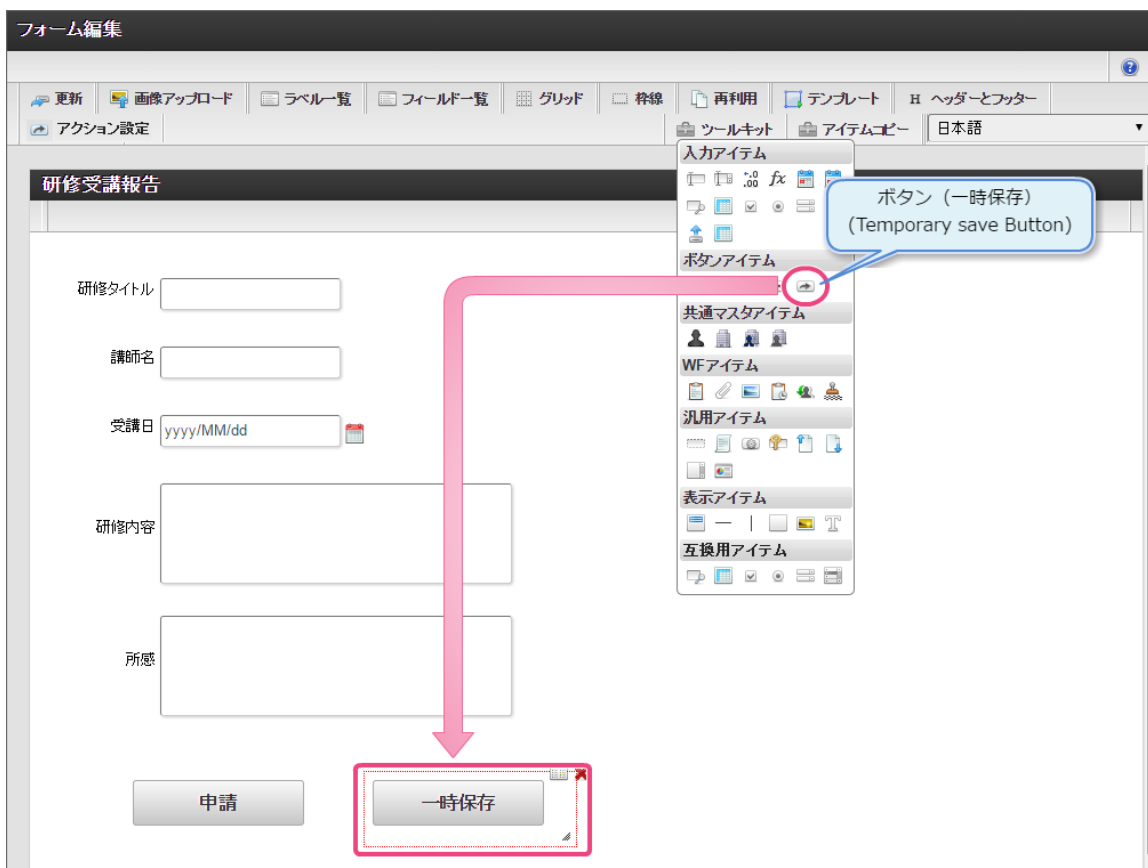 フォーム編集
更新 画像アップロード ラベル一覧 フィールド一覧 グリッド 枠線 再利用 テンプレート H ヘッダーとフッター
アクション設定 ツールキット アイテムコピー 日本語
入力アイテム
研修受講報告
ボタン（一時保存）
(Temporary save Button)
ボタンアイテム
研修タイトル
共通マスタアイテム
講師名
WFアイテム
汎用アイテム
受講日 yyyy/MM/dd
表示アイテム
研修内容
互換用アイテム
所感
申請 一時保存